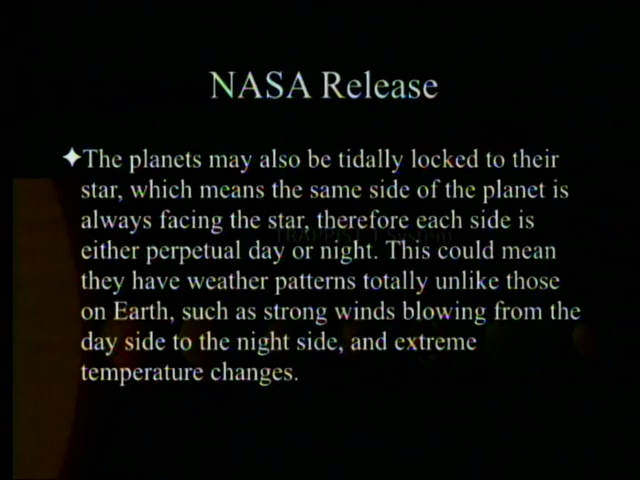 NASA Release
✦The planets may also be tidally locked to their
star, which means the same side of the planet is
always facing the star, therefore each side is
either perpetual day or night. This could mean
they have weather patterns totally unlike those
on Earth, such as strong winds blowing from the
day side to the night side, and extreme
temperature changes.
TRAPPIST-1 System